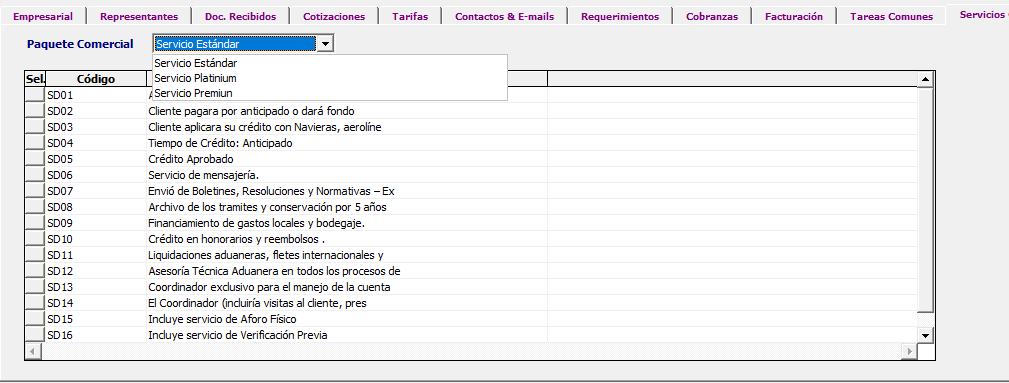 Empresarial Representantes Doc. Recibidos Cotizaciones Tarifas Contactos & E-mails Requerimientos Cobranzas Facturación Tareas Comunes Servicios
Paquete Comercial Servicio Estándar
Servicio Estándar
Servicio Platinium
Servicio Premiun
Sel. Código
SD01
SD02 Cliente pagara por anticipado o dará fondo
SD03 Cliente aplicara su crédito con Navieras, aerolíne
SD04 Tiempo de Crédito: Anticipado
SD05 Crédito Aprobado
SD06 Servicio de mensajería.
SD07 Envió de Boletines, Resoluciones y Normativas – Ex
SD08 Archivo de los tramites y conservación por 5 años
SD09 Financiamiento de gastos locales y bodegaje.
SD10 Crédito en honorarios y reembolsos .
SD11 Liquidaciones aduaneras, fletes internacionales y
SD12 Asesoría Técnica Aduanera en todos los procesos de
SD13 Coordinador exclusivo para el manejo de la cuenta
SD14 El Coordinador (incluiría visitas al cliente, pres
SD15 Incluye servicio de Aforo Físico
SD16 Incluye servicio de Verificación Previa